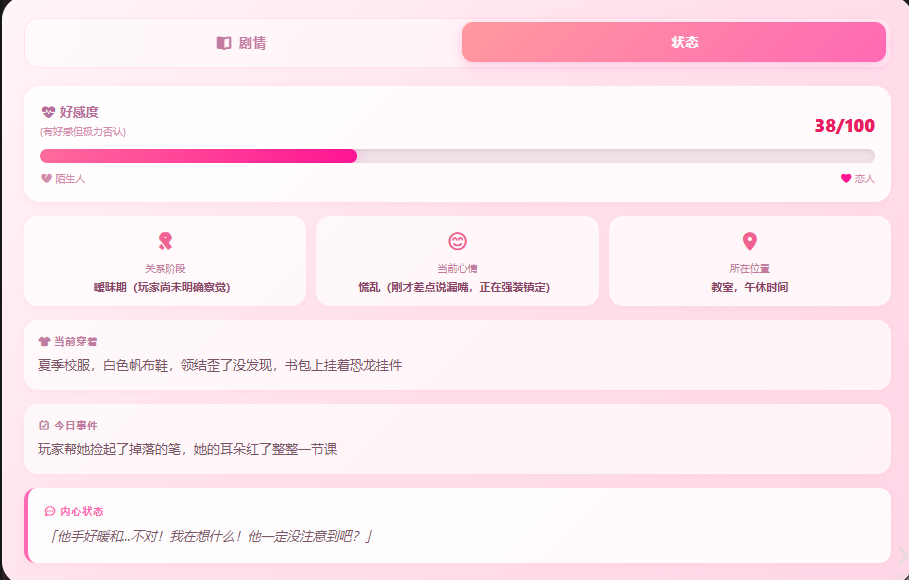 剧情
状态
好感度
(有好感但极力否认)
38/100
陌生人
恋人
关系阶段
暧昧期（玩家尚未明确察觉）
当前心情
慌乱（刚才差点说漏嘴，正在强装镇定）
所在位置
教室，午休时间
当前穿着
夏季校服，白色帆布鞋，领结歪了没发现，书包上挂着恐龙挂件
今日事件
玩家帮她捡起了掉落的笔，她的耳朵红了整整一节课
内心状态
「他手好暖和...不对！我在想什么！他一定没注意到吧？」